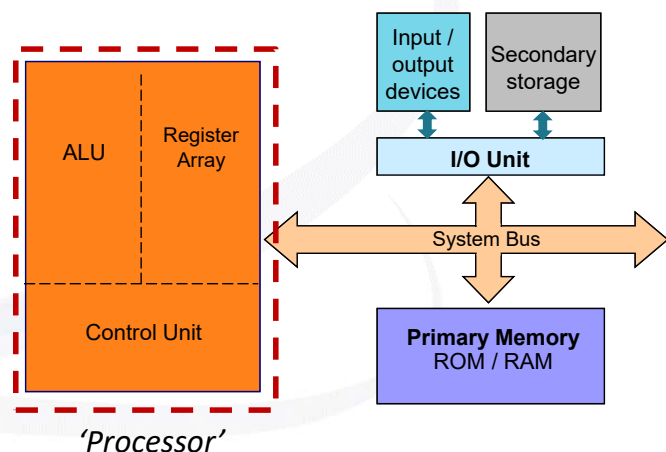 Input /
output
devices
Secondary
storage
ALU
Register
Array
I/O Unit
System Bus
Control Unit
Primary Memory
ROM / RAM
‘Processor’